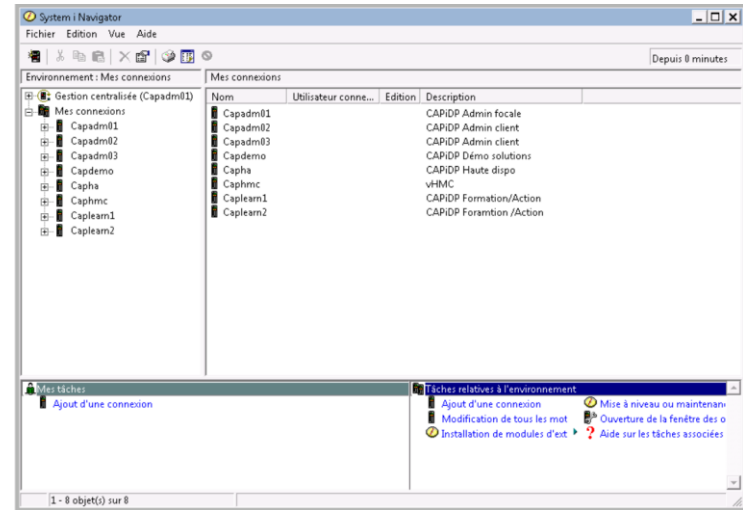 System i Navigator
Fichier Edition Vue Aide
Depuis 0 minutes
Environnement : Mes connexions
Mes connexions
Gestion centralisée (Capadm01)
Mes connexions
Capadm01
Capadm02
Capadm03
Capdemo
Capha
Caphmc
Caplearn1
Caplearn2
Nom Utilisateur conne... Edition Description
Capadm01 CAPiDP Admin focale
Capadm02 CAPiDP Admin client
Capadm03 CAPiDP Admin client
Capdemo CAPiDP Démo solutions
Capha CAPiDP Haute dispo
Caphmc vHMC
Caplearn1 CAPiDP Formation/Action
Caplearn2 CAPiDP Foramtion /Action
Mes tâches
Ajout d'une connexion
Tâches relatives à l'environnement
Ajout d'une connexion Mise à niveau ou maintenan
Modification de tous les mot Ouverture de la fenêtre des o
Installation de modules d'ext Aide sur les tâches associées
1 - 8 objet(s) sur 8